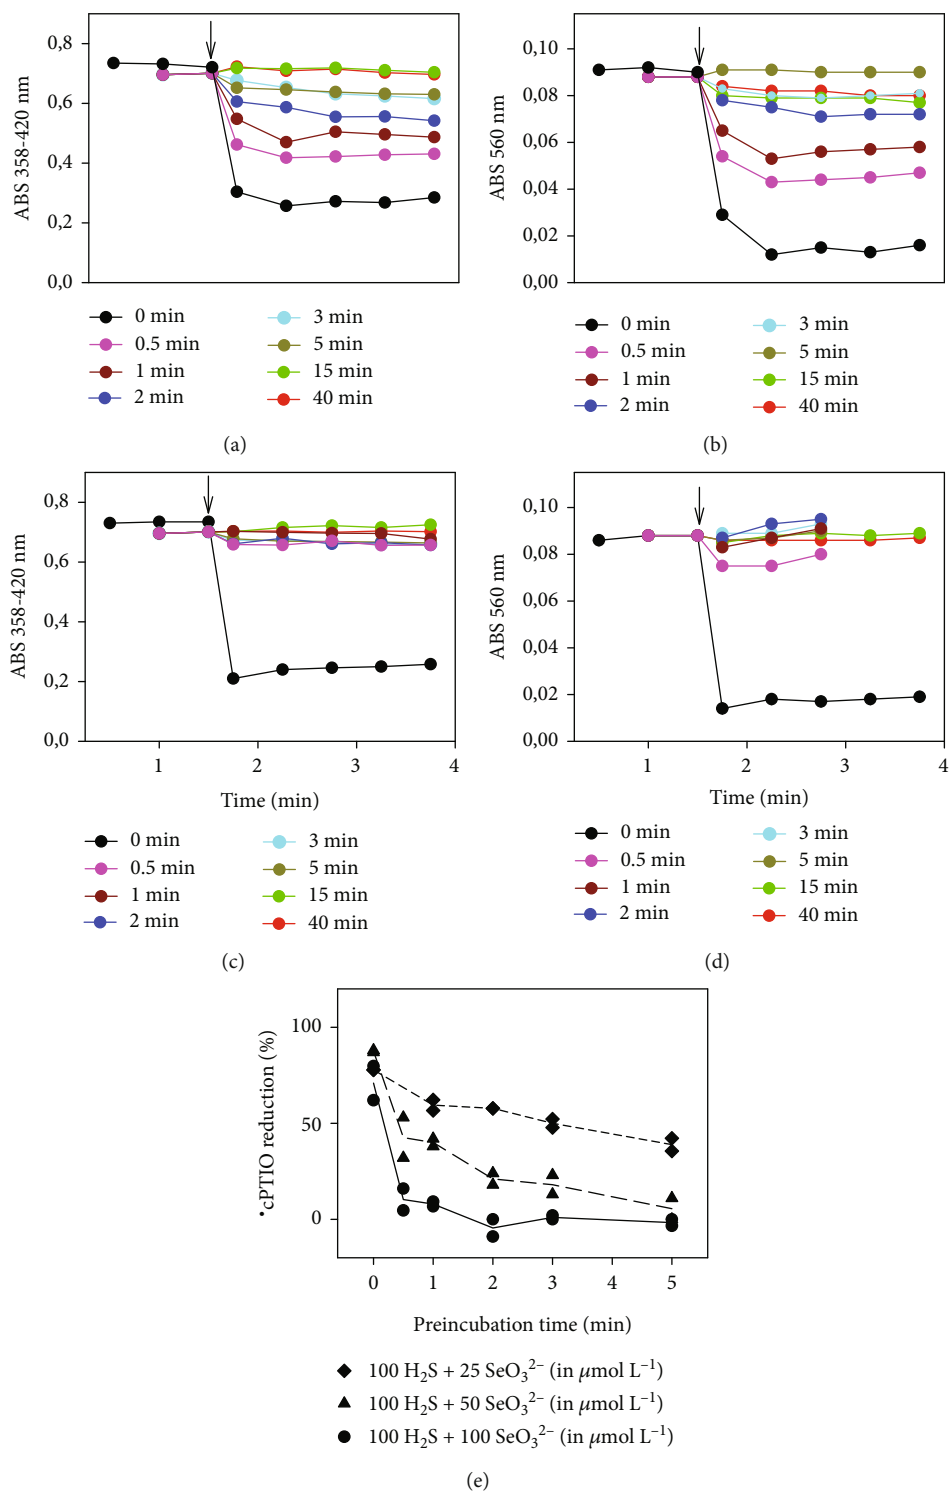 0,8
0,6
0,4
0,2
0,0
ABS 358-420 nm
0 min
0.5 min
1 min
2 min
3 min
5 min
15 min
40 min
(a)
0,10
0,08
0,06
0,04
0,02
0,00
ABS 560 nm
0 min
0.5 min
1 min
2 min
3 min
5 min
15 min
40 min
(b)
0,8
0,6
0,4
0,2
0,0
ABS 358-420 nm
1 2 3 4
Time (min)
0 min
0.5 min
1 min
2 min
3 min
5 min
15 min
40 min
(c)
0,10
0,08
0,06
0,04
0,02
0,00
ABS 560 nm
1 2 3 4
Time (min)
0 min
0.5 min
1 min
2 min
3 min
5 min
15 min
40 min
(d)
100
50
0
•cPTIO reduction (%)
0 1 2 3 4 5
Preincubation time (min)
100 H₂S + 25 SeO₃²⁻ (in μmol L⁻¹)
100 H₂S + 50 SeO₃²⁻ (in μmol L⁻¹)
100 H₂S + 100 SeO₃²⁻ (in μmol L⁻¹)
(e)